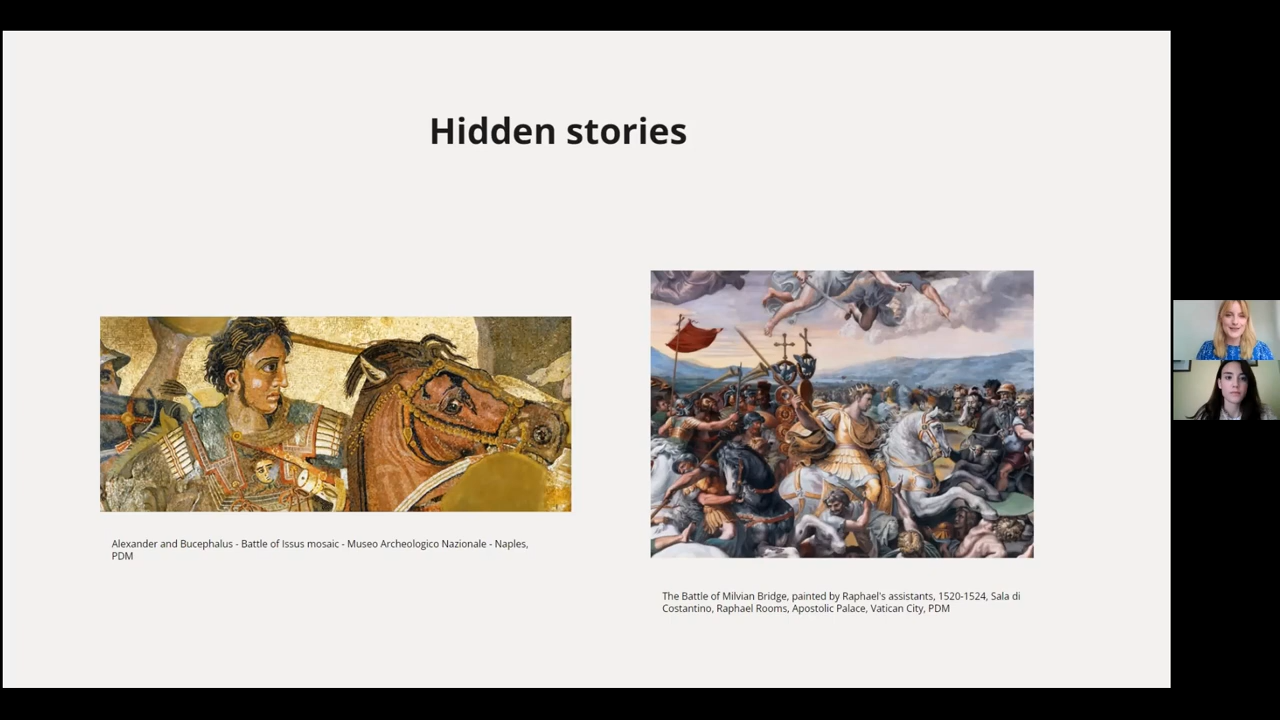 Hidden stories
Alexander and Bucephalus - Battle of Issus mosaic - Museo Archeologico Nazionale - Naples,
PDM
The Battle of Milvian Bridge, painted by Raphael's assistants, 1520-1524, Sala di
Costantino, Raphael Rooms, Apostolic Palace, Vatican City, PDM